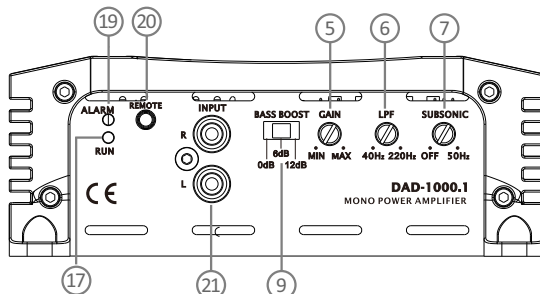 19 20 5 6 7
ALARM REMOTE INPUT GAIN LPF SUBSONIC
BASS BOOST
R
RUN 6dB MIN MAX 40Hz 220Hz OFF 50Hz
0dB 12dB
L
CE DAD-1000.1
MONO POWER AMPLIFIER
17 21 9